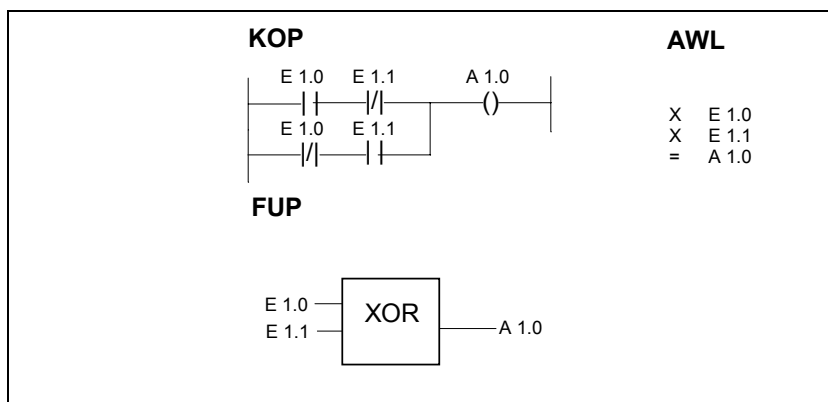 KOP
AWL
E 1.0 E 1.1 A 1.0
E 1.0 E 1.1
X E 1.0
X E 1.1
= A 1.0
FUP
E 1.0
E 1.1
XOR
A 1.0